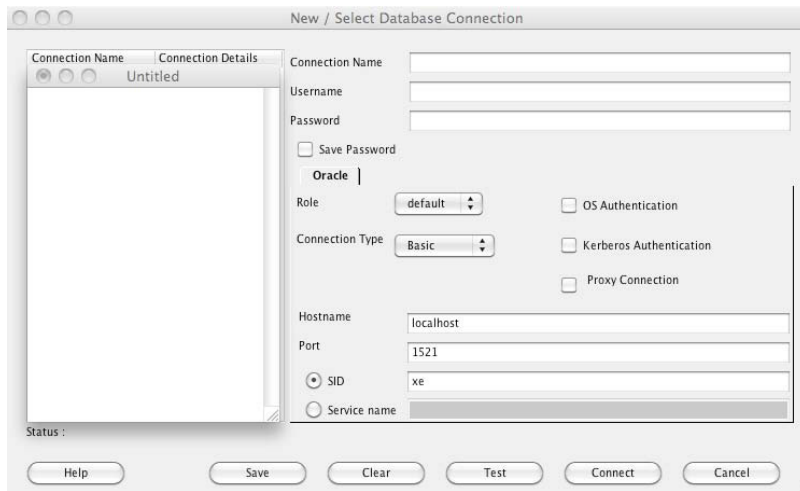 New / Select Database Connection
Connection Name Connection Details
Untitled
Connection Name
Username
Password
Save Password
Oracle
Role default OS Authentication
Connection Type Basic Kerberos Authentication
Proxy Connection
Hostname localhost
Port 1521
SID xe
Service name
Status :
Help Save Clear Test Connect Cancel